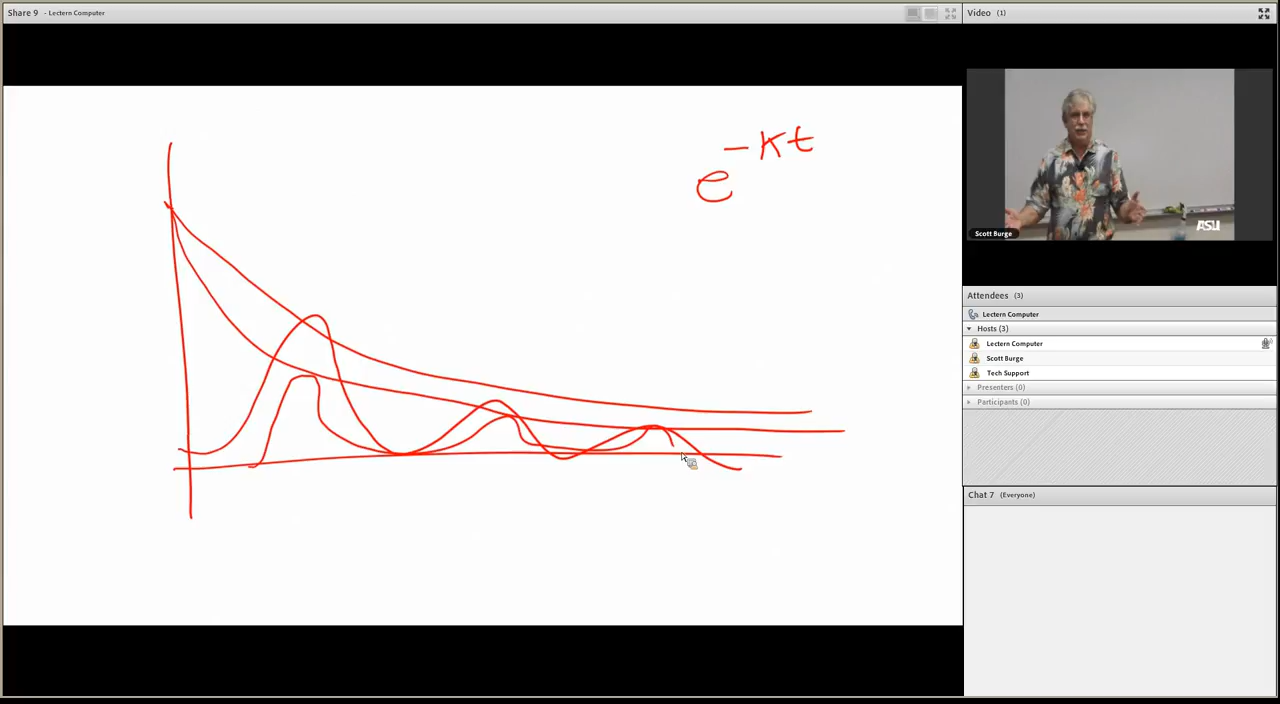 Share 9 - Lectern Computer
Video (1)
e^-kt
ASU
Scott Burge
Attendees (3)
Lectern Computer
Hosts (3)
Lectern Computer
Scott Burge
Tech Support
Presenters (0)
Participants (0)
Chat 7 (Everyone)